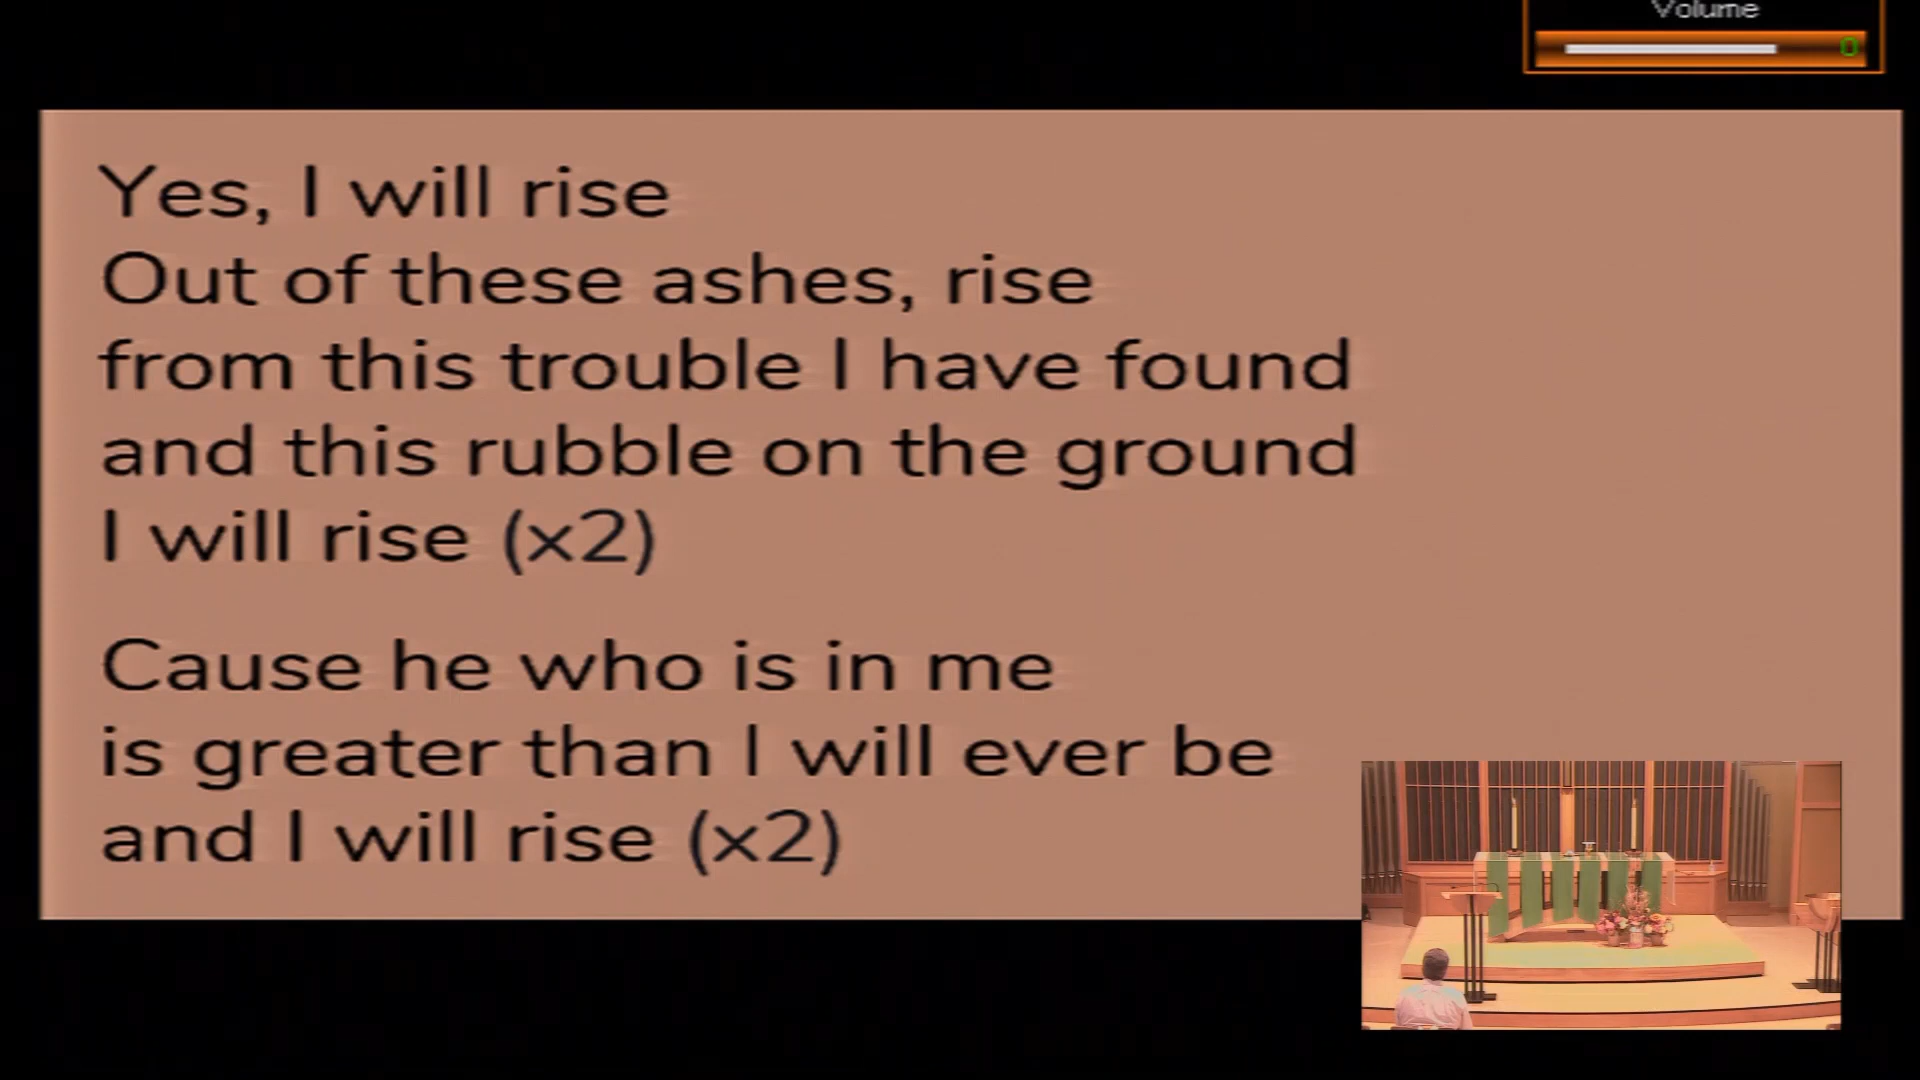 Volume
0
Yes, I will rise
Out of these ashes, rise
from this trouble I have found
and this rubble on the ground
I will rise (x2)
Cause he who is in me
is greater than I will ever be
and I will rise (x2)